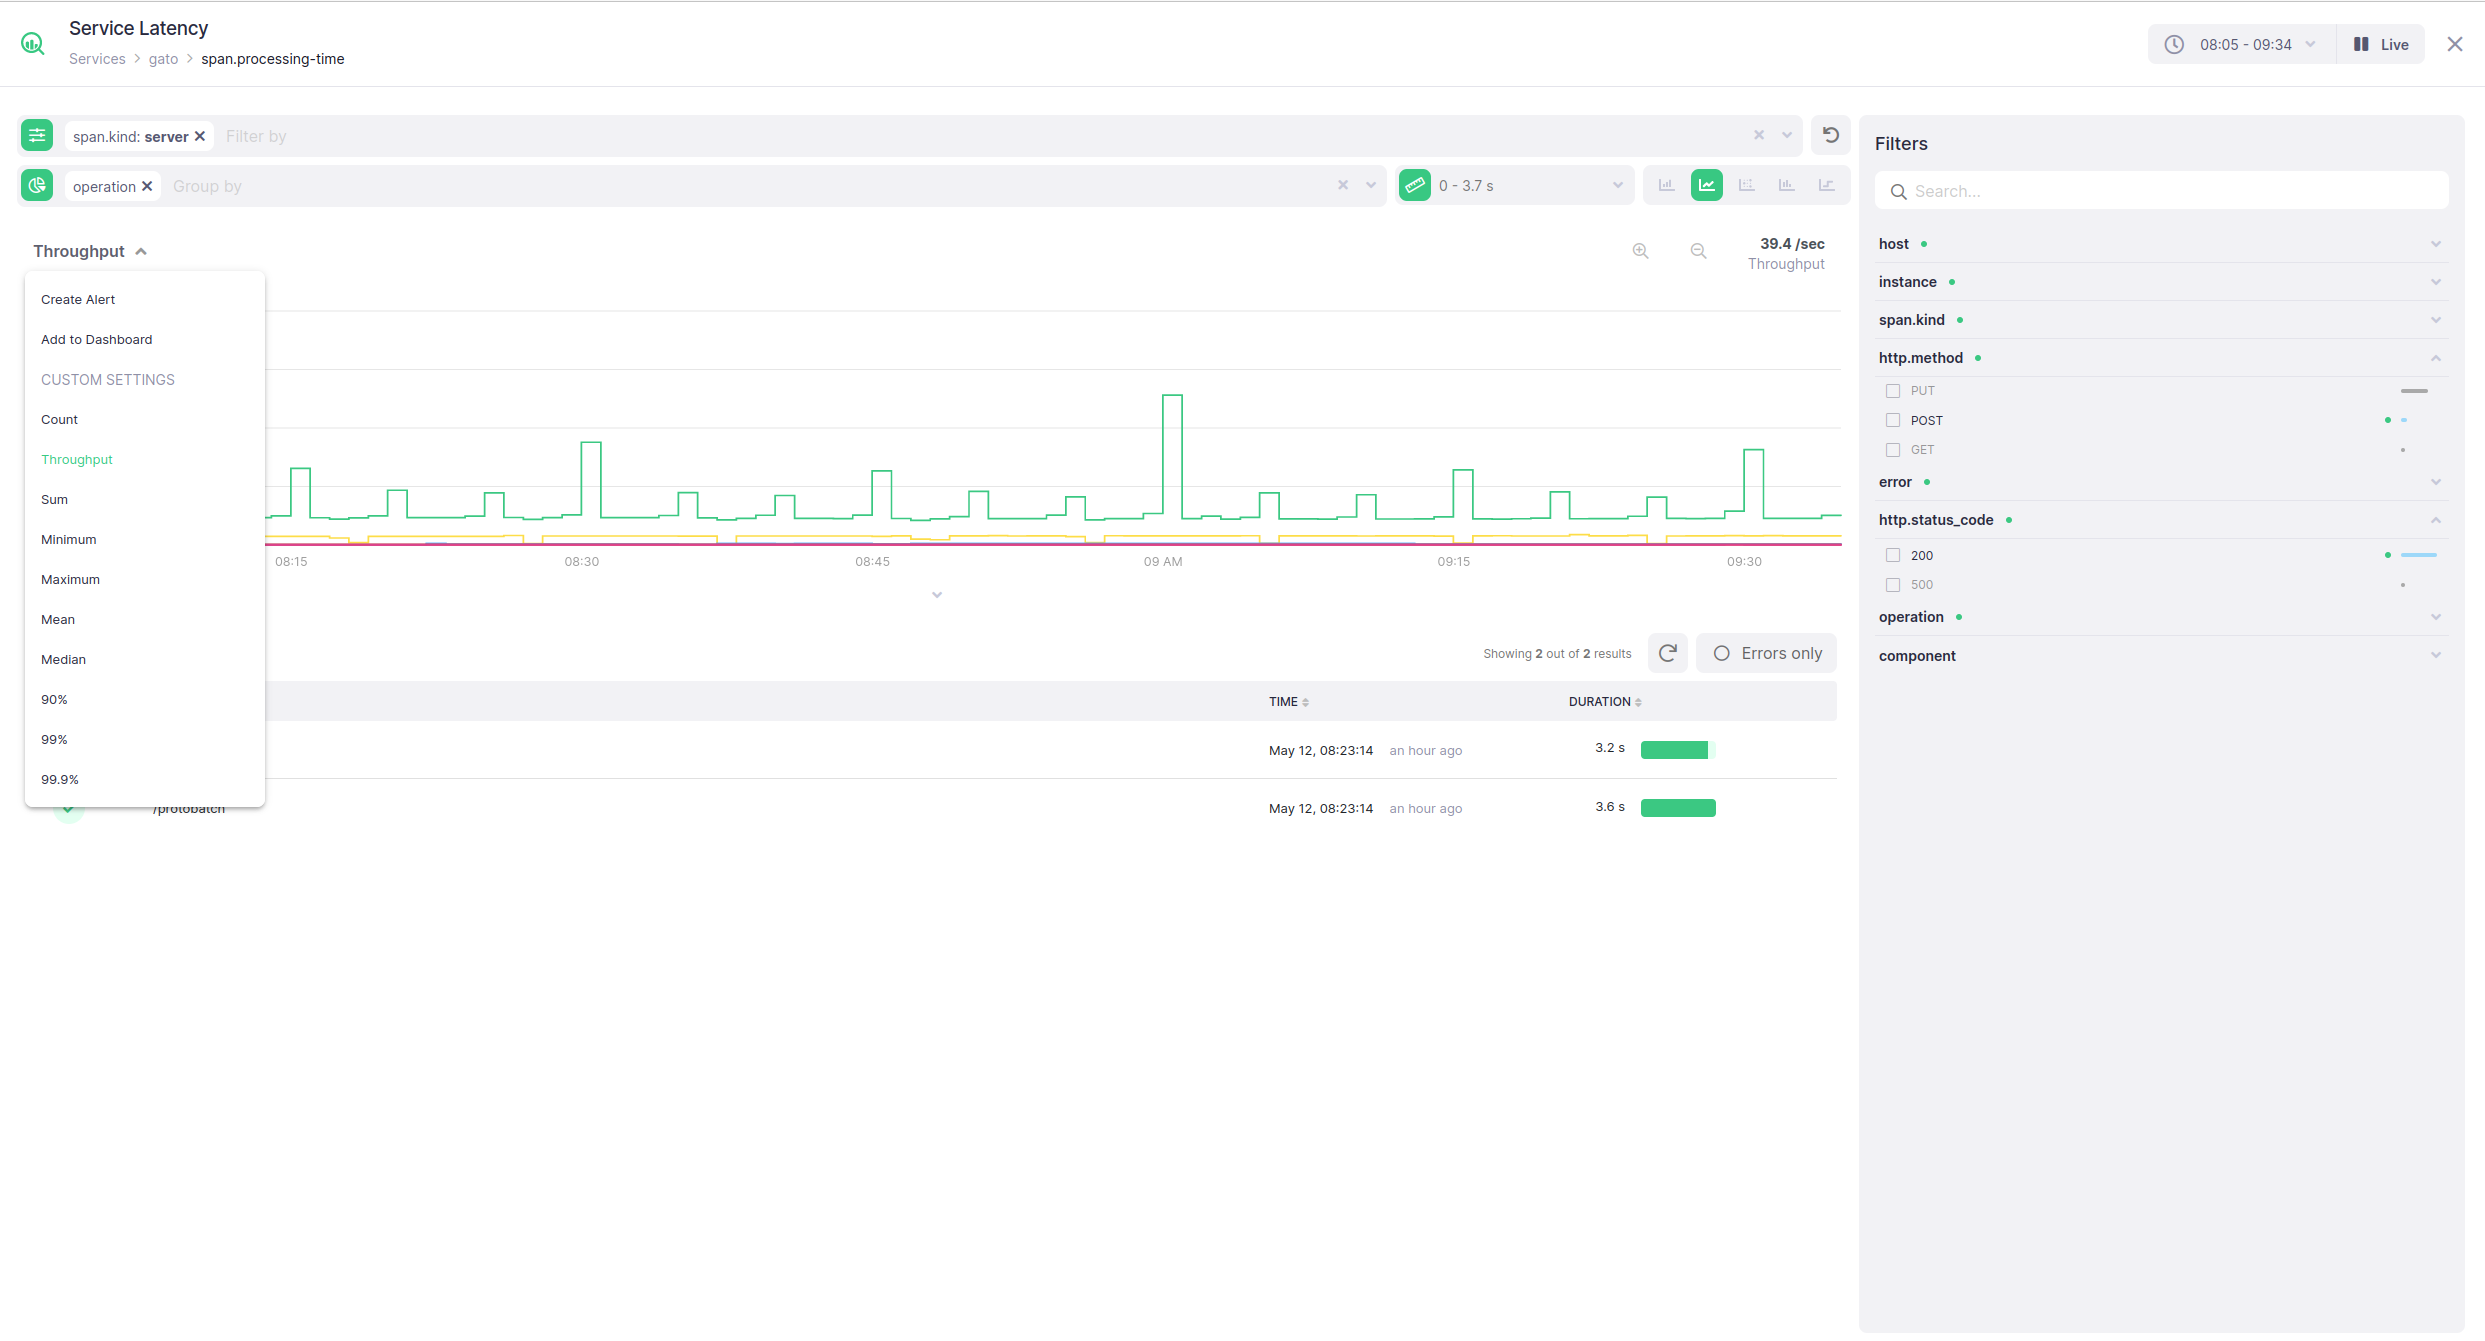 Service Latency
Services > gato > span.processing-time
08:05 - 09:34
Live
span.kind: server
Filter by
operation
Group by
0 - 3.7 s
Throughput
39.4 /sec
Throughput
Create Alert
Add to Dashboard
CUSTOM SETTINGS
Count
Throughput
Sum
Minimum
Maximum
Mean
Median
90%
99%
99.9%
08:15 08:30 08:45 09 AM 09:15 09:30
Showing 2 out of 2 results
Errors only
TIME DURATION
May 12, 08:23:14 an hour ago 3.2 s
/protobatch May 12, 08:23:14 an hour ago 3.6 s
Filters
Search...
host
instance
span.kind
http.method
PUT
POST
GET
error
http.status_code
200
500
operation
component